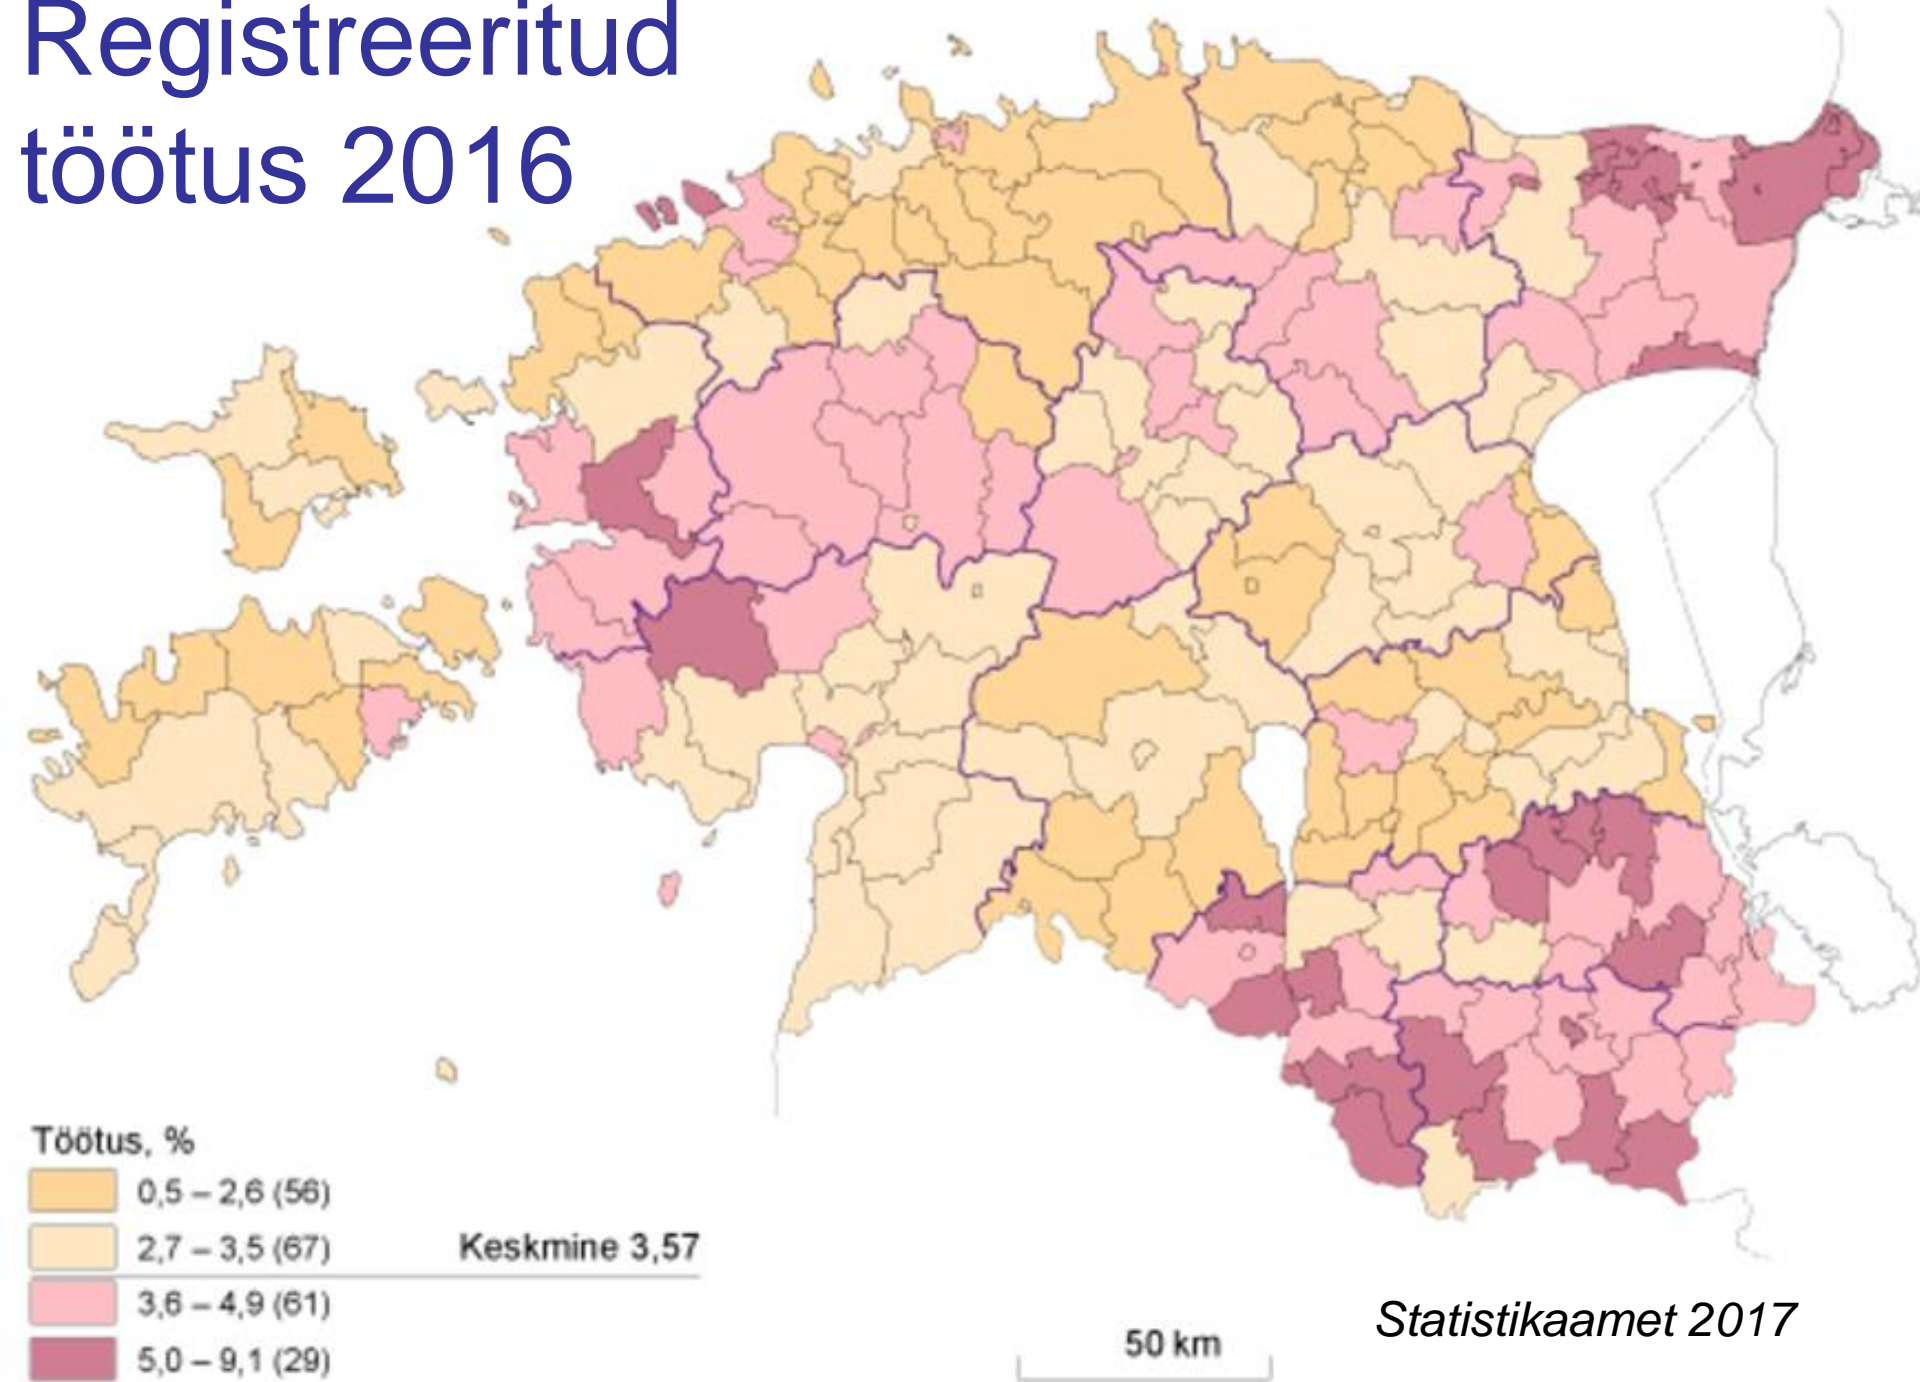 Registreeritud
töötus 2016
Töötus, %
0,5 – 2,6 (56)
2,7 – 3,5 (67)
Keskmine 3,57
3,6 – 4,9 (61)
5,0 – 9,1 (29)
50 km
Statistikaamet 2017